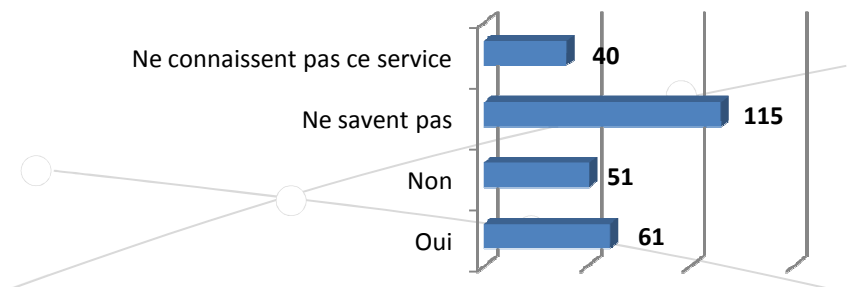 Ne connaissent pas ce service 40
Ne savent pas 115
Non 51
Oui 61